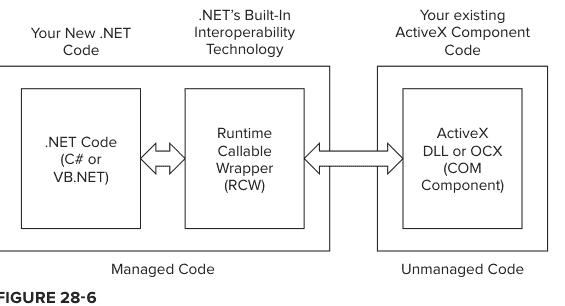 Your New .NET
Code
.NET's Built-In
Interoperability
Technology
Your existing
ActiveX Component
Code
.NET Code
(C# or
VB.NET)
Runtime
Callable
Wrapper
(RCW)
ActiveX
DLL or OCX
(COM
Component)
Managed Code
Unmanaged Code
FIGURE 28-6